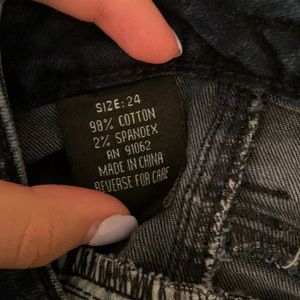 SIZE: 24
98% COTTON
2% SPANDEX
RN 91062
MADE IN CHINA
REVERSE FOR CARE